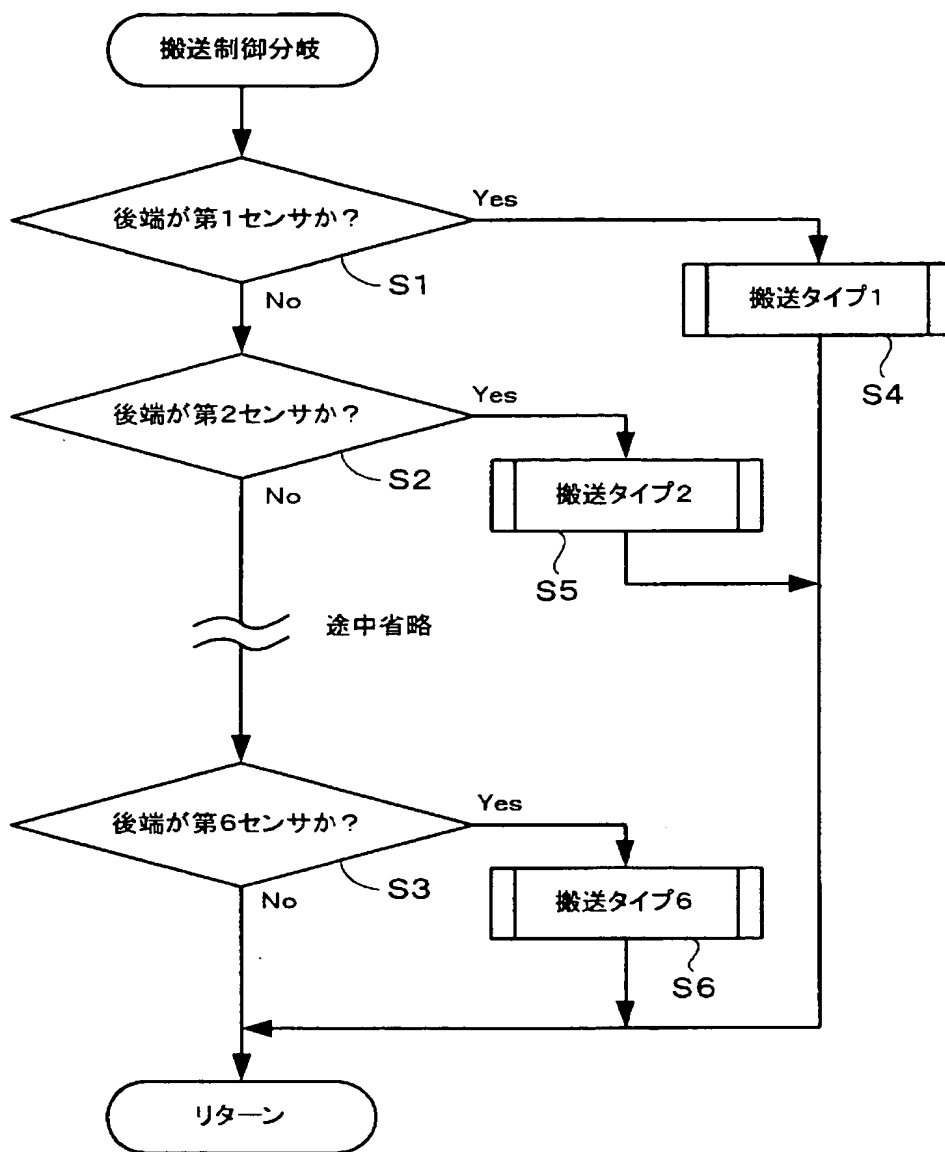 搬送制御分岐
後端が第1センサか？
Yes
S1
No
搬送タイプ1
S4
後端が第2センサか？
Yes
S2
No
搬送タイプ2
S5
途中省略
後端が第6センサか？
Yes
S3
No
搬送タイプ6
S6
リターン